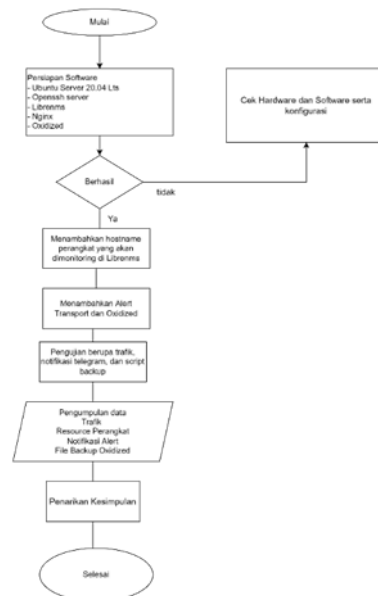 Mulai
Persiapan Software
- Ubuntu Server 20.04 Lts
- Openssh server
- Librenms
- Nginx
- Oxidized
Cek Hardware dan Software serta
konfigurasi
Berhasil
tidak
Ya
Menambahkan hostname
perangkat yang akan
dimonitoring di Librenms
Menambahkan Alert
Transport dan Oxidized
Pengujian berupa trafik,
notifikasi telegram, dan script
backup
Pengumpulan data
Trafik
Resource Perangkat
Notifikasi Alert
File Backup Oxidized
Penarikan Kesimpulan
Selesai